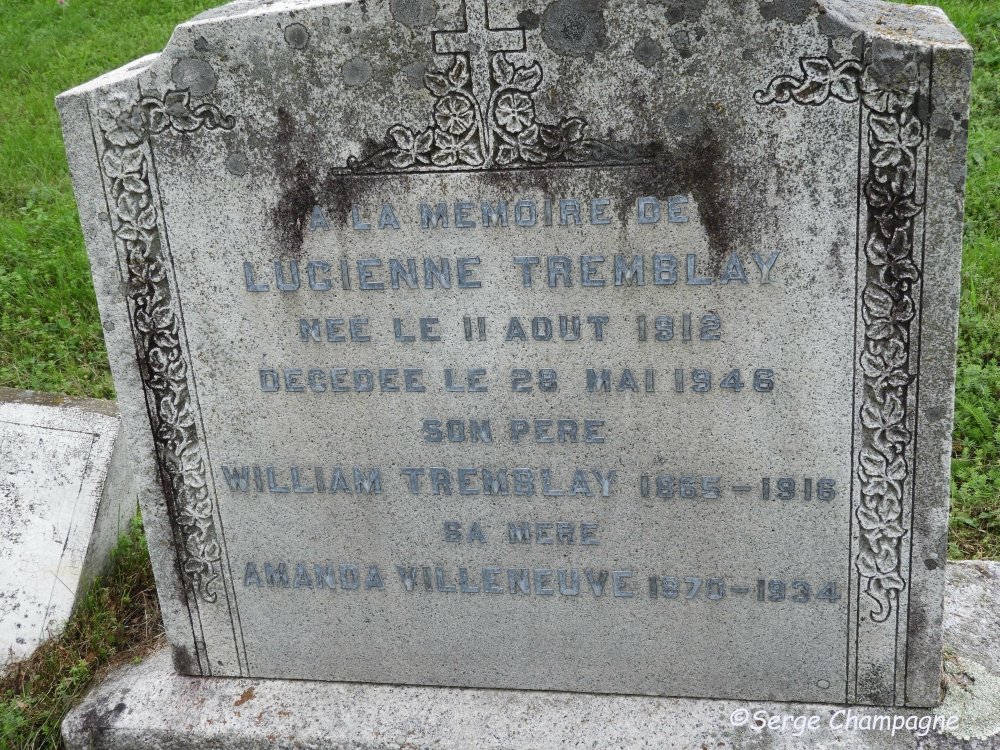 A LA MEMOIRE DE
LUCIENNE TREMBLAY
NEE LE 11 AOUT 1912
DECEDEE LE 28 MAI 1946
SON PERE
WILLIAM TREMBLAY 1865-1916
SA MERE
AMANDA VILLENEUVE 1870-1934
©Serge Champagne